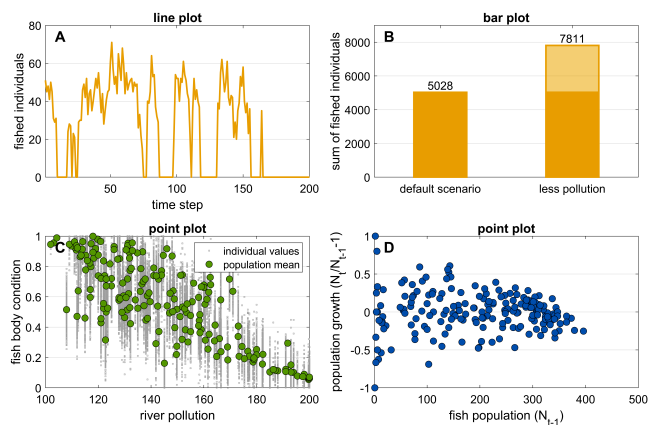 line plot
A
fished individuals
80
60
40
20
0
50 100 150 200
time step
bar plot
B
sum of fished individuals
8000
6000
4000
2000
0
5028
7811
default scenario less pollution
point plot
C
fish body condition
1
0.8
0.6
0.4
0.2
0
individual values
population mean
100 120 140 160 180 200
river pollution
point plot
D
population growth (Nt/Nt-1-1)
1
0.5
0
-0.5
-1
0 100 200 300 400 500
fish population (Nt-1)